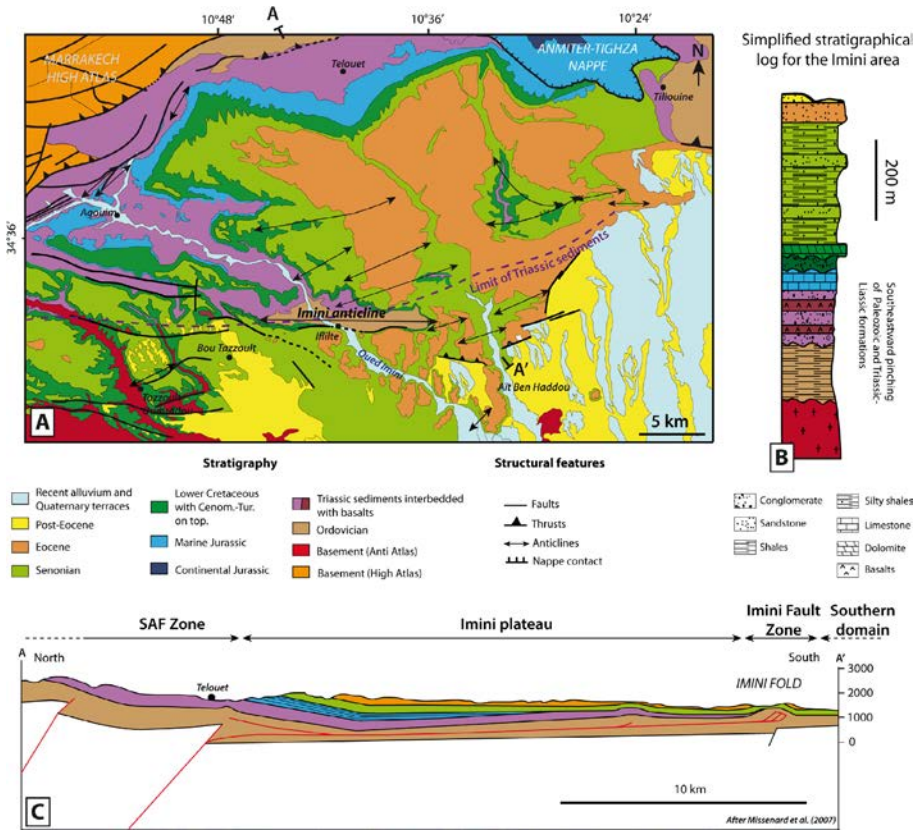 10°48'
A
10°36'
10°24'
MARRAKECH
HIGH ATLAS
Telouet
ANMITER-TIGHZA
NAPPE
N
Tiliouine
Agouim
34°36'
Limit of Triassic sediments
Imini anticline
Iflilte
Bou Tazzoult
Oued Imini
A'
Aït Ben Haddou
A
5 km
Simplified stratigraphical
log for the Imini area
200 m
Southeastward pinching
of Paleozoic and Triassic-
Liassic formations
B
Stratigraphy
Recent alluvium and
Quaternary terraces
Post-Eocene
Eocene
Senonian
Lower Cretaceous
with Cenom.-Tur.
on top.
Marine Jurassic
Continental Jurassic
Triassic sediments interbedded
with basalts
Ordovician
Basement (Anti Atlas)
Basement (High Atlas)
Structural features
Faults
Thrusts
Anticlines
Nappe contact
Conglomerate
Sandstone
Shales
Silty shales
Limestone
Dolomite
Basalts
SAF Zone
Imini plateau
Imini Fault
Zone
Southern
domain
A
North
Telouet
South
A'
IMINI FOLD
3000
2000
1000
0
10 km
C
After Missenard et al. (2007)